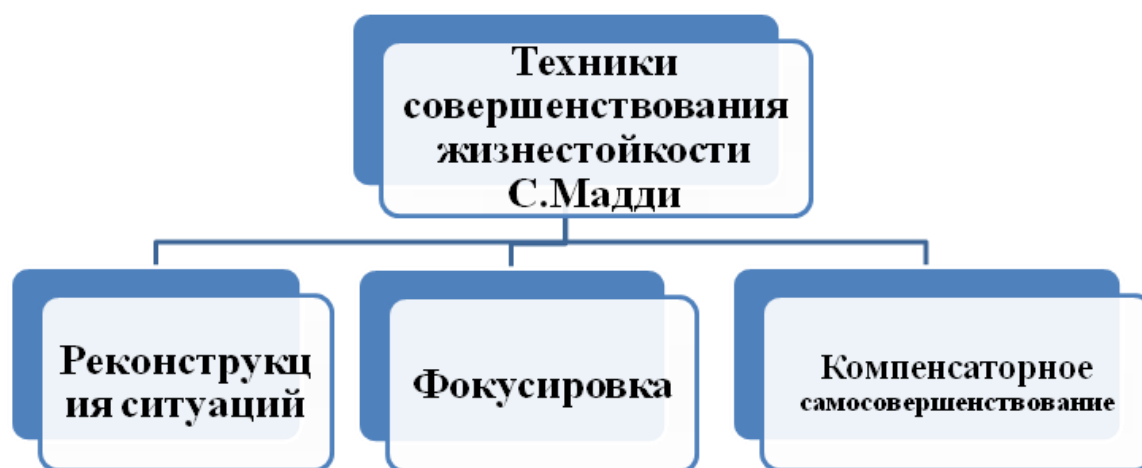 Техники
совершенствования
жизнестойкости
С.Мадди
Реконструкц
ия ситуаций
Фокусировка
Компенсаторное
самосовершенствование